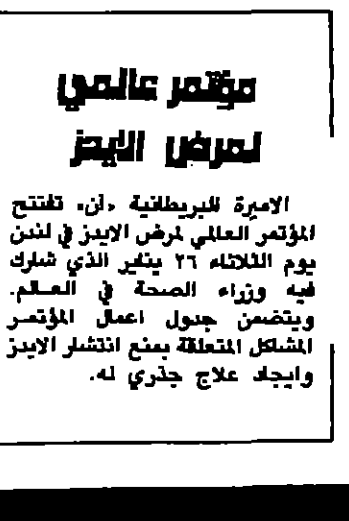 مؤتمر عالمي
لمرض الايدز
الاميرة البريطانية «آن» تفتتح
المؤتمر العالمي لمرض الايدز في لندن
يوم الثلاثاء ٢٦ يناير الذي شارك
فيه وزراء الصحة في العالم.
ويتضمن جدول اعمال المؤتمر
المشاكل المتعلقة بمنع انتشار الايدز
وايجاد علاج جذري له.